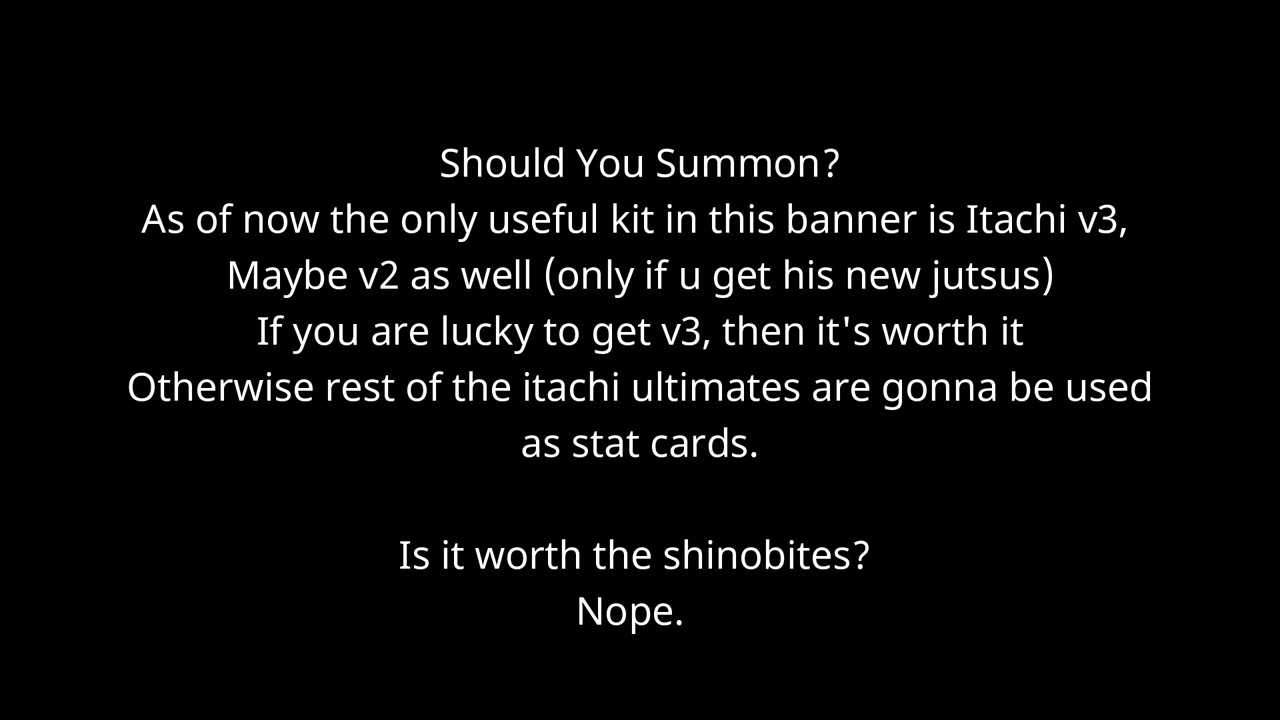 Should You Summon?
As of now the only useful kit in this banner is Itachi v3,
Maybe v2 as well (only if u get his new jutsus)
If you are lucky to get v3, then it's worth it
Otherwise rest of the itachi ultimates are gonna be used
as stat cards.
Is it worth the shinobites?
Nope.